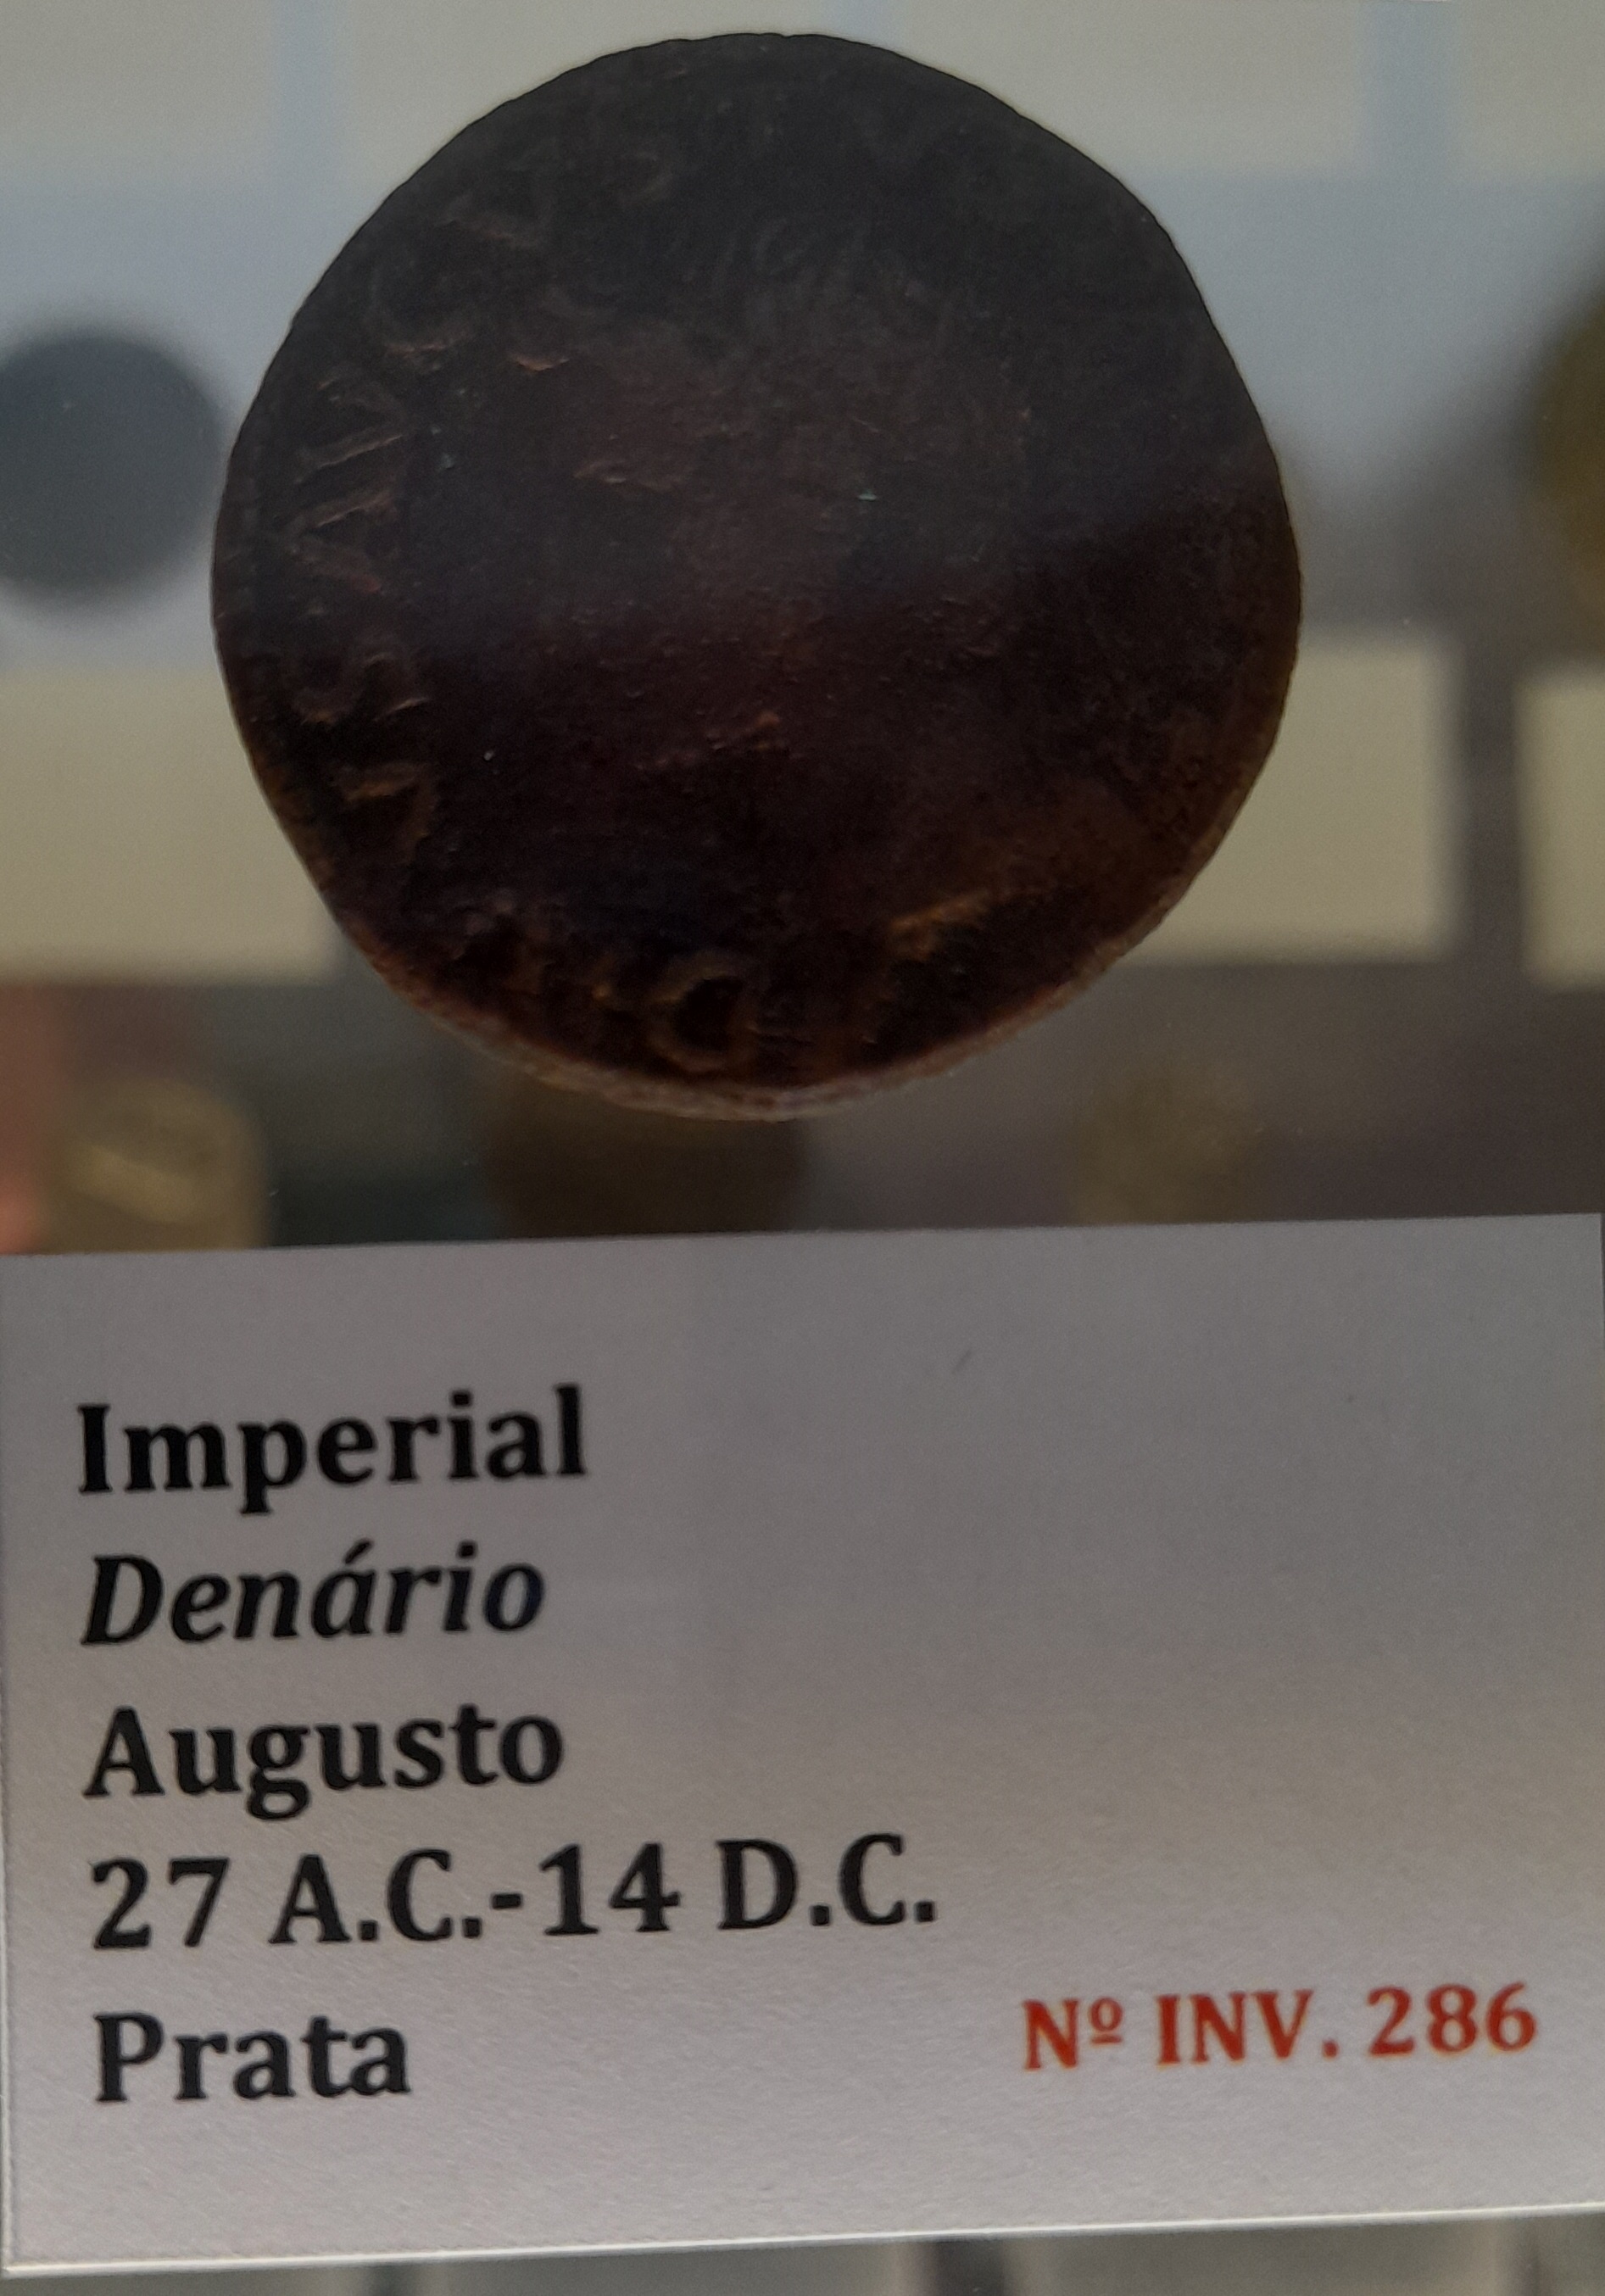 Imperial
Denário
Augusto
27 A.C.-14 D.C.
Prata
Nº INV. 286